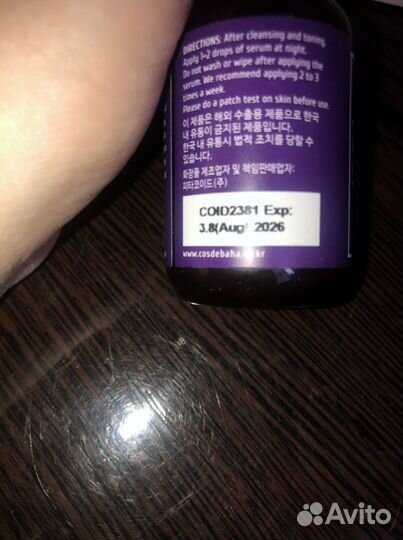 DIRECTIONS: After cleansing and toning,
Apply 1~2 drops of serum at night.
Do not wash or wipe after applying the
serum. We recommend applying 2 to 3
times a week.
Please do a patch test on skin before use.
이 제품은 해외 수출용 제품으로 한국
내 유통이 금지된 제품입니다.
한국 내 유통시 법적 조치를 당할 수
있습니다.
화장품 제조업자 및 책임판매업자:
피타코이드(주)
COID2381 Exp:
3.8(Aug 2026
www.cosdebaha.co.kr
Avito